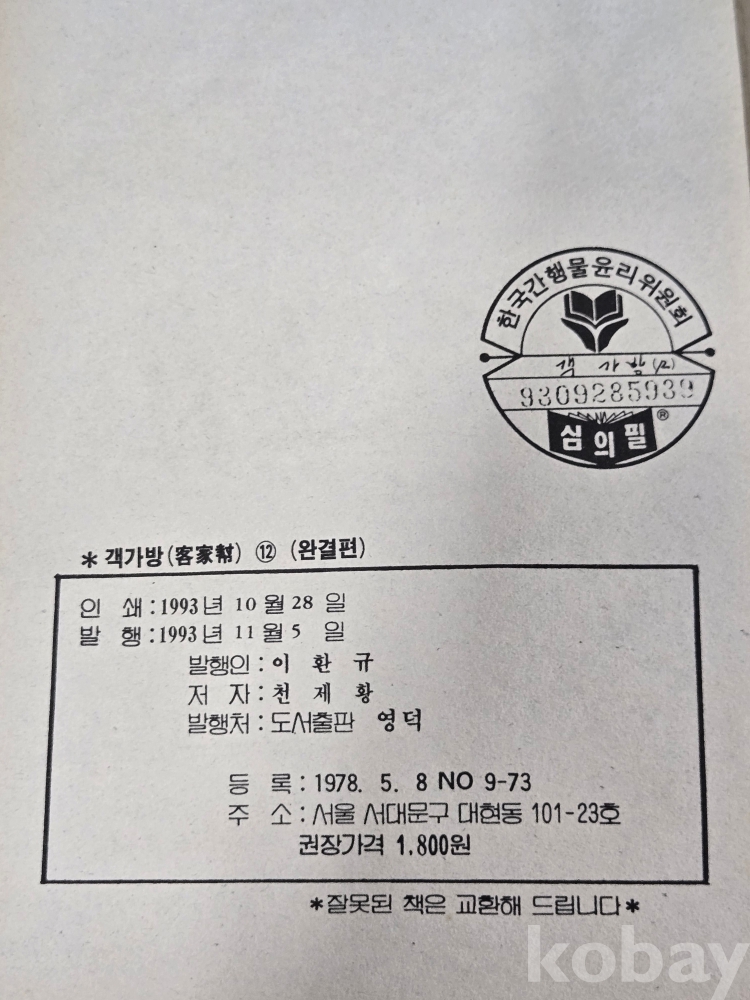 한국간행물윤리위원회
9309285939
심의필 ®
* 객가방(客家幇) ⑫ (완결편)
인 쇄 : 1993년 10월 28일
발 행 : 1993년 11월 5 일
발행인 : 이 환 규
저 자 : 천 제 황
발행처 : 도서출판 영덕
등 록 : 1978. 5. 8 NO 9-73
주 소 : 서울 서대문구 대현동 101-23호
권장가격 1,800원
*잘못된 책은 교환해 드립니다*
kobay